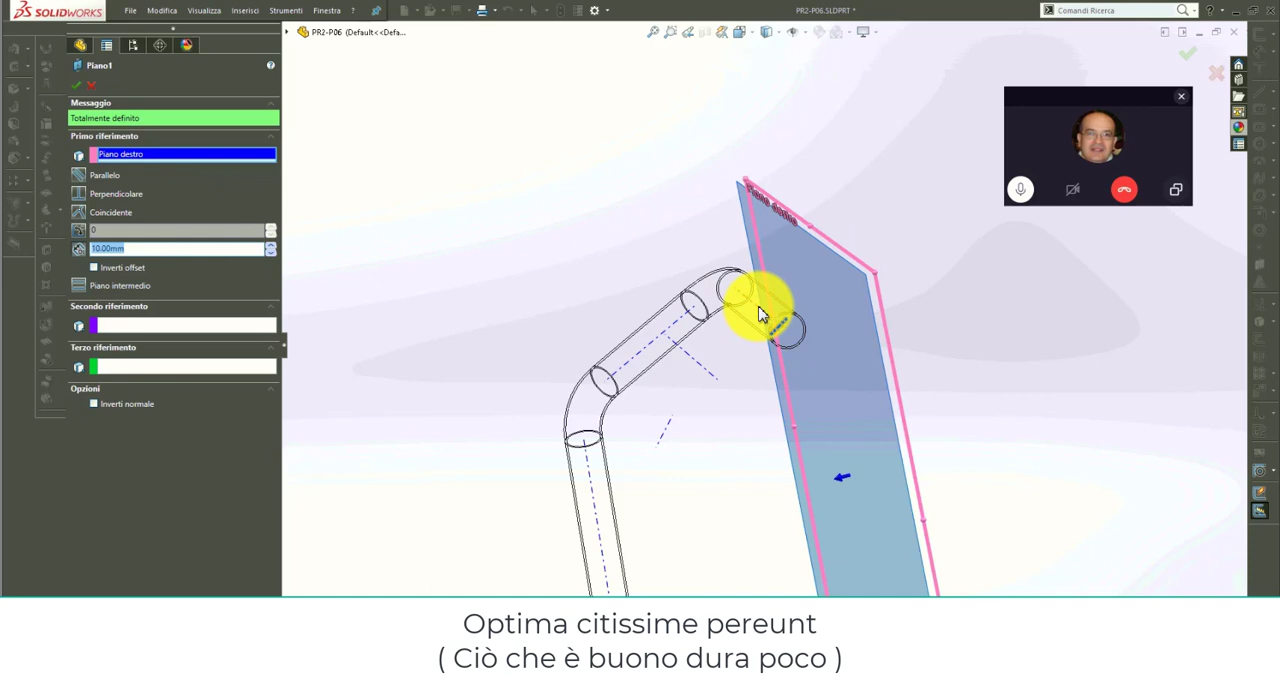 SOLIDWORKS
File Modifica Visualizza Inserisci Strumenti Finestra ?
PR2-P06.SLDPRT *
Comandi Ricerca
PR2-P06 (Default<<Defa...
Piano1
Messaggio
Totalmente definito
Primo riferimento
Piano destro
Parallelo
Perpendicolare
Coincidente
0
10.00mm
Inverti offset
Piano intermedio
Secondo riferimento
Terzo riferimento
Opzioni
Inverti normale
Optima citissime pereunt
( Ciò che è buono dura poco )